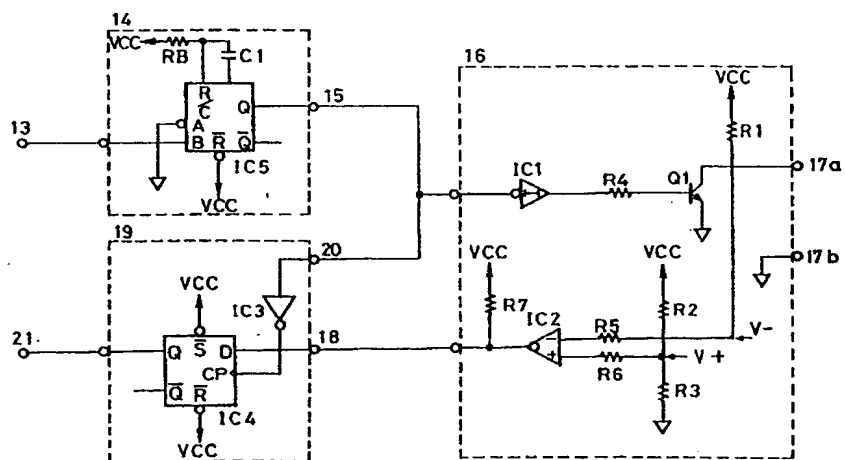 14
VCC
RB
C1
R/C
A
B
R̅
Q
Q̅
IC5
VCC
13
15
16
VCC
R1
IC1
R4
Q1
17a
17b
19
20
VCC
IC3
S̅
Q
D
CP
Q̅
R̅
IC4
VCC
21
18
VCC
R7
IC2
VCC
R2
R5
V-
R6
V+
R3